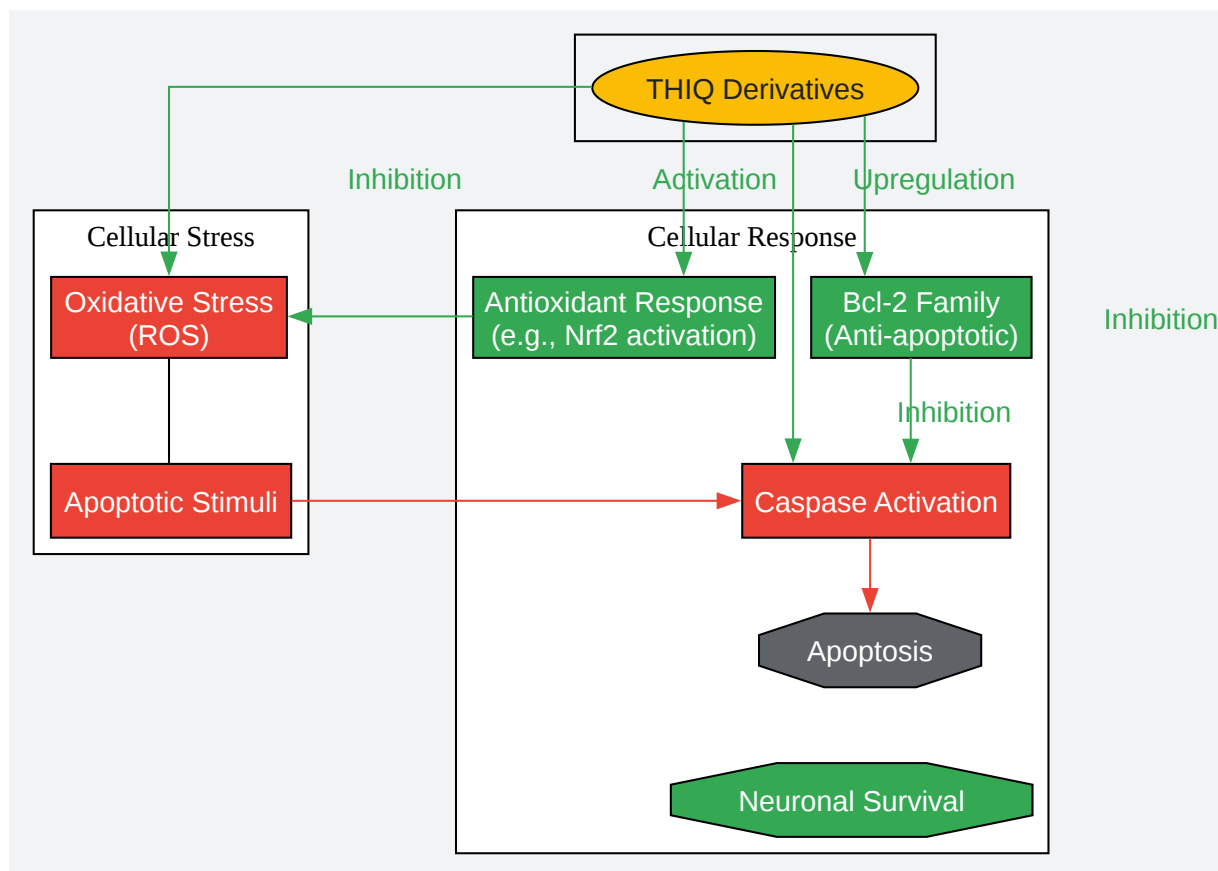 THIQ Derivatives
Inhibition
Activation
Upregulation
Cellular Stress
Cellular Response
Oxidative Stress
(ROS)
Antioxidant Response
(e.g., Nrf2 activation)
Bcl-2 Family
(Anti-apoptotic)
Inhibition
Inhibition
Apoptotic Stimuli
Caspase Activation
Apoptosis
Neuronal Survival